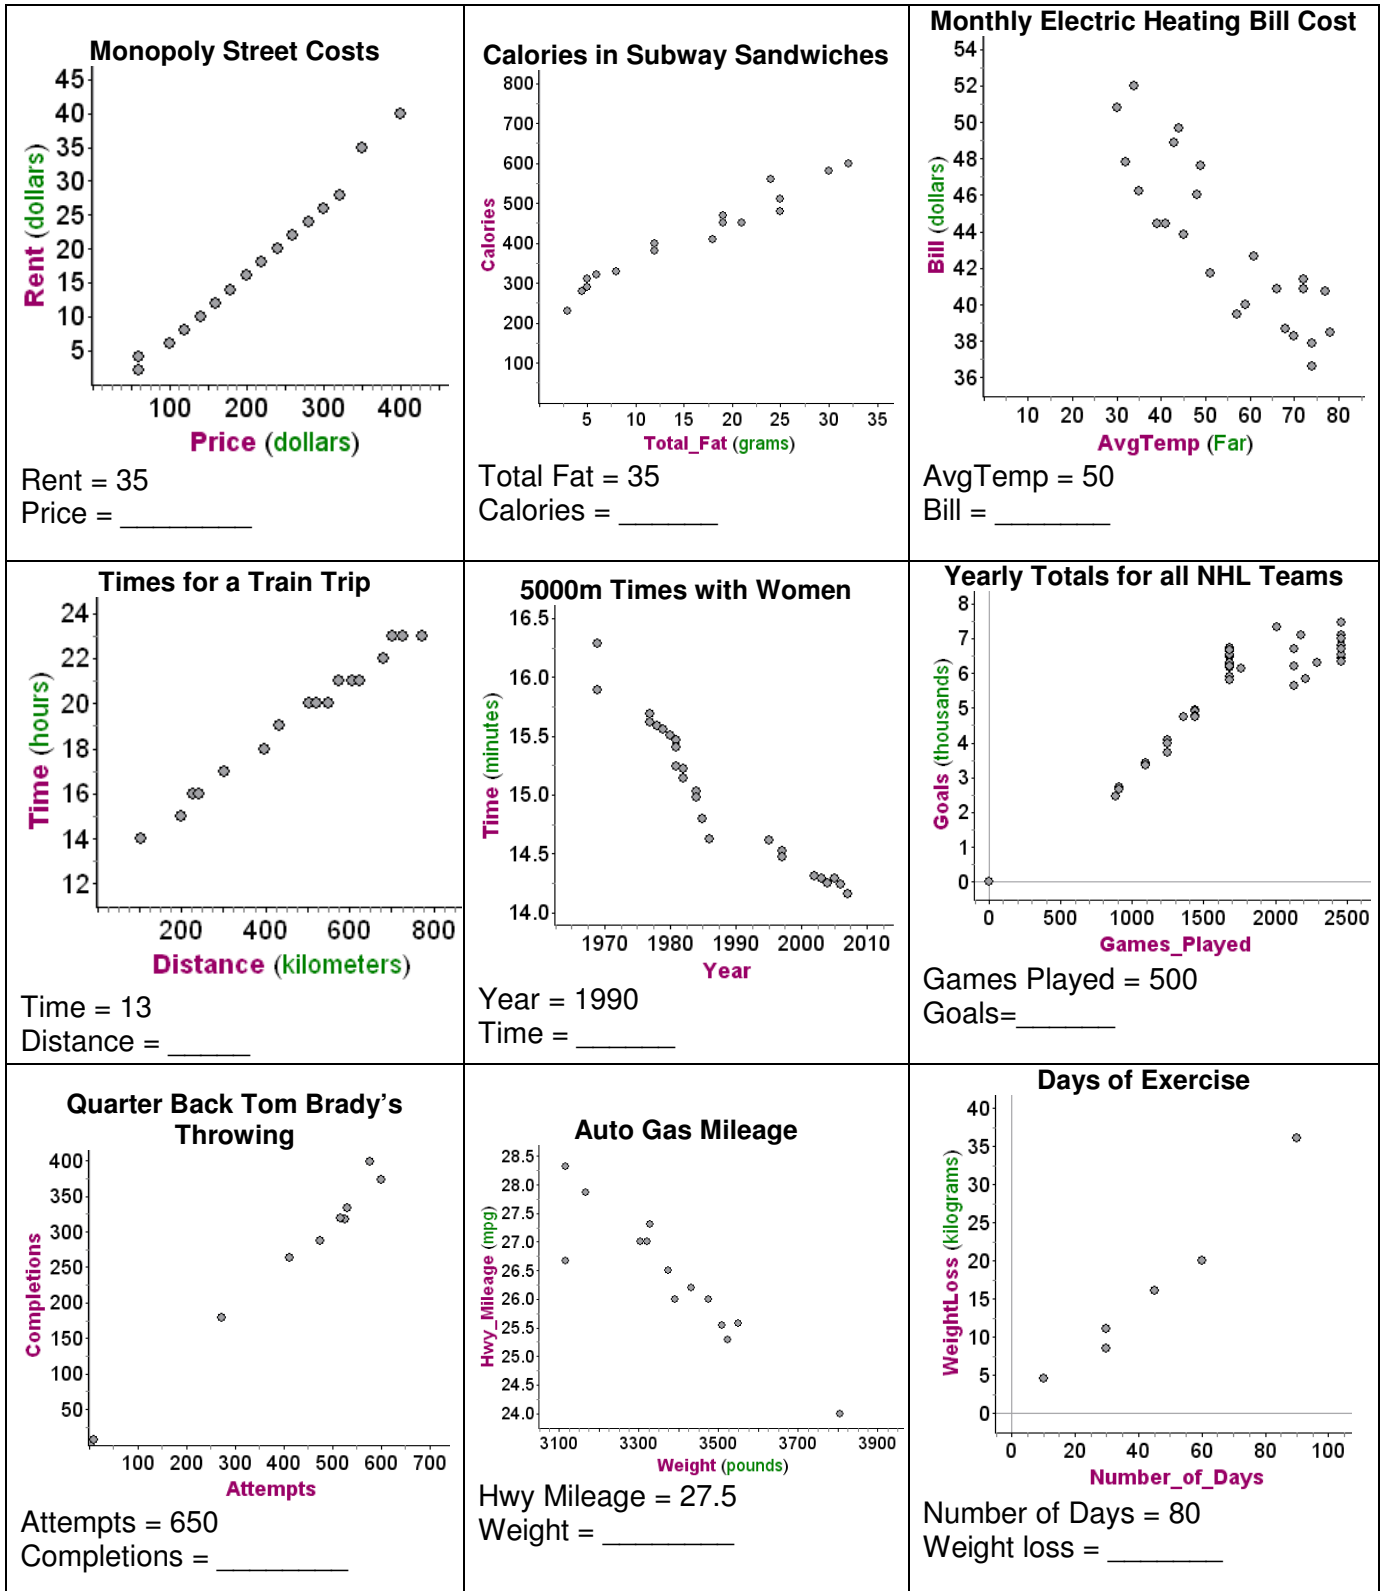 Monopoly Street Costs
45
40
35
30
25
20
15
10
5
Rent (dollars)
100 200 300 400
Price (dollars)
Rent = 35
Price = ________
Calories in Subway Sandwiches
800
700
600
500
400
300
200
100
Calories
5 10 15 20 25 30 35
Total_Fat (grams)
Total Fat = 35
Calories = ______
Monthly Electric Heating Bill Cost
54
52
50
48
46
44
42
40
38
36
Bill (dollars)
10 20 30 40 50 60 70 80
AvgTemp (Far)
AvgTemp = 50
Bill = _______
Times for a Train Trip
24
22
20
18
16
14
12
Time (hours)
200 400 600 800
Distance (kilometers)
Time = 13
Distance = _____
5000m Times with Women
16.5
16.0
15.5
15.0
14.5
14.0
Time (minutes)
1970 1980 1990 2000 2010
Year
Year = 1990
Time = ______
Yearly Totals for all NHL Teams
8
7
6
5
4
3
2
1
0
Goals (thousands)
0 500 1000 1500 2000 2500
Games_Played
Games Played = 500
Goals=______
Quarter Back Tom Brady’s
Throwing
400
350
300
250
200
150
100
50
Completions
100 200 300 400 500 600 700
Attempts
Attempts = 650
Completions = ________
Auto Gas Mileage
28.5
28.0
27.5
27.0
26.5
26.0
25.5
25.0
24.5
24.0
Hwy_Mileage (mpg)
3100 3300 3500 3700 3900
Weight (pounds)
Hwy Mileage = 27.5
Weight = ________
Days of Exercise
40
35
30
25
20
15
10
5
0
WeightLoss (kilograms)
0 20 40 60 80 100
Number_of_Days
Number of Days = 80
Weight loss = _______